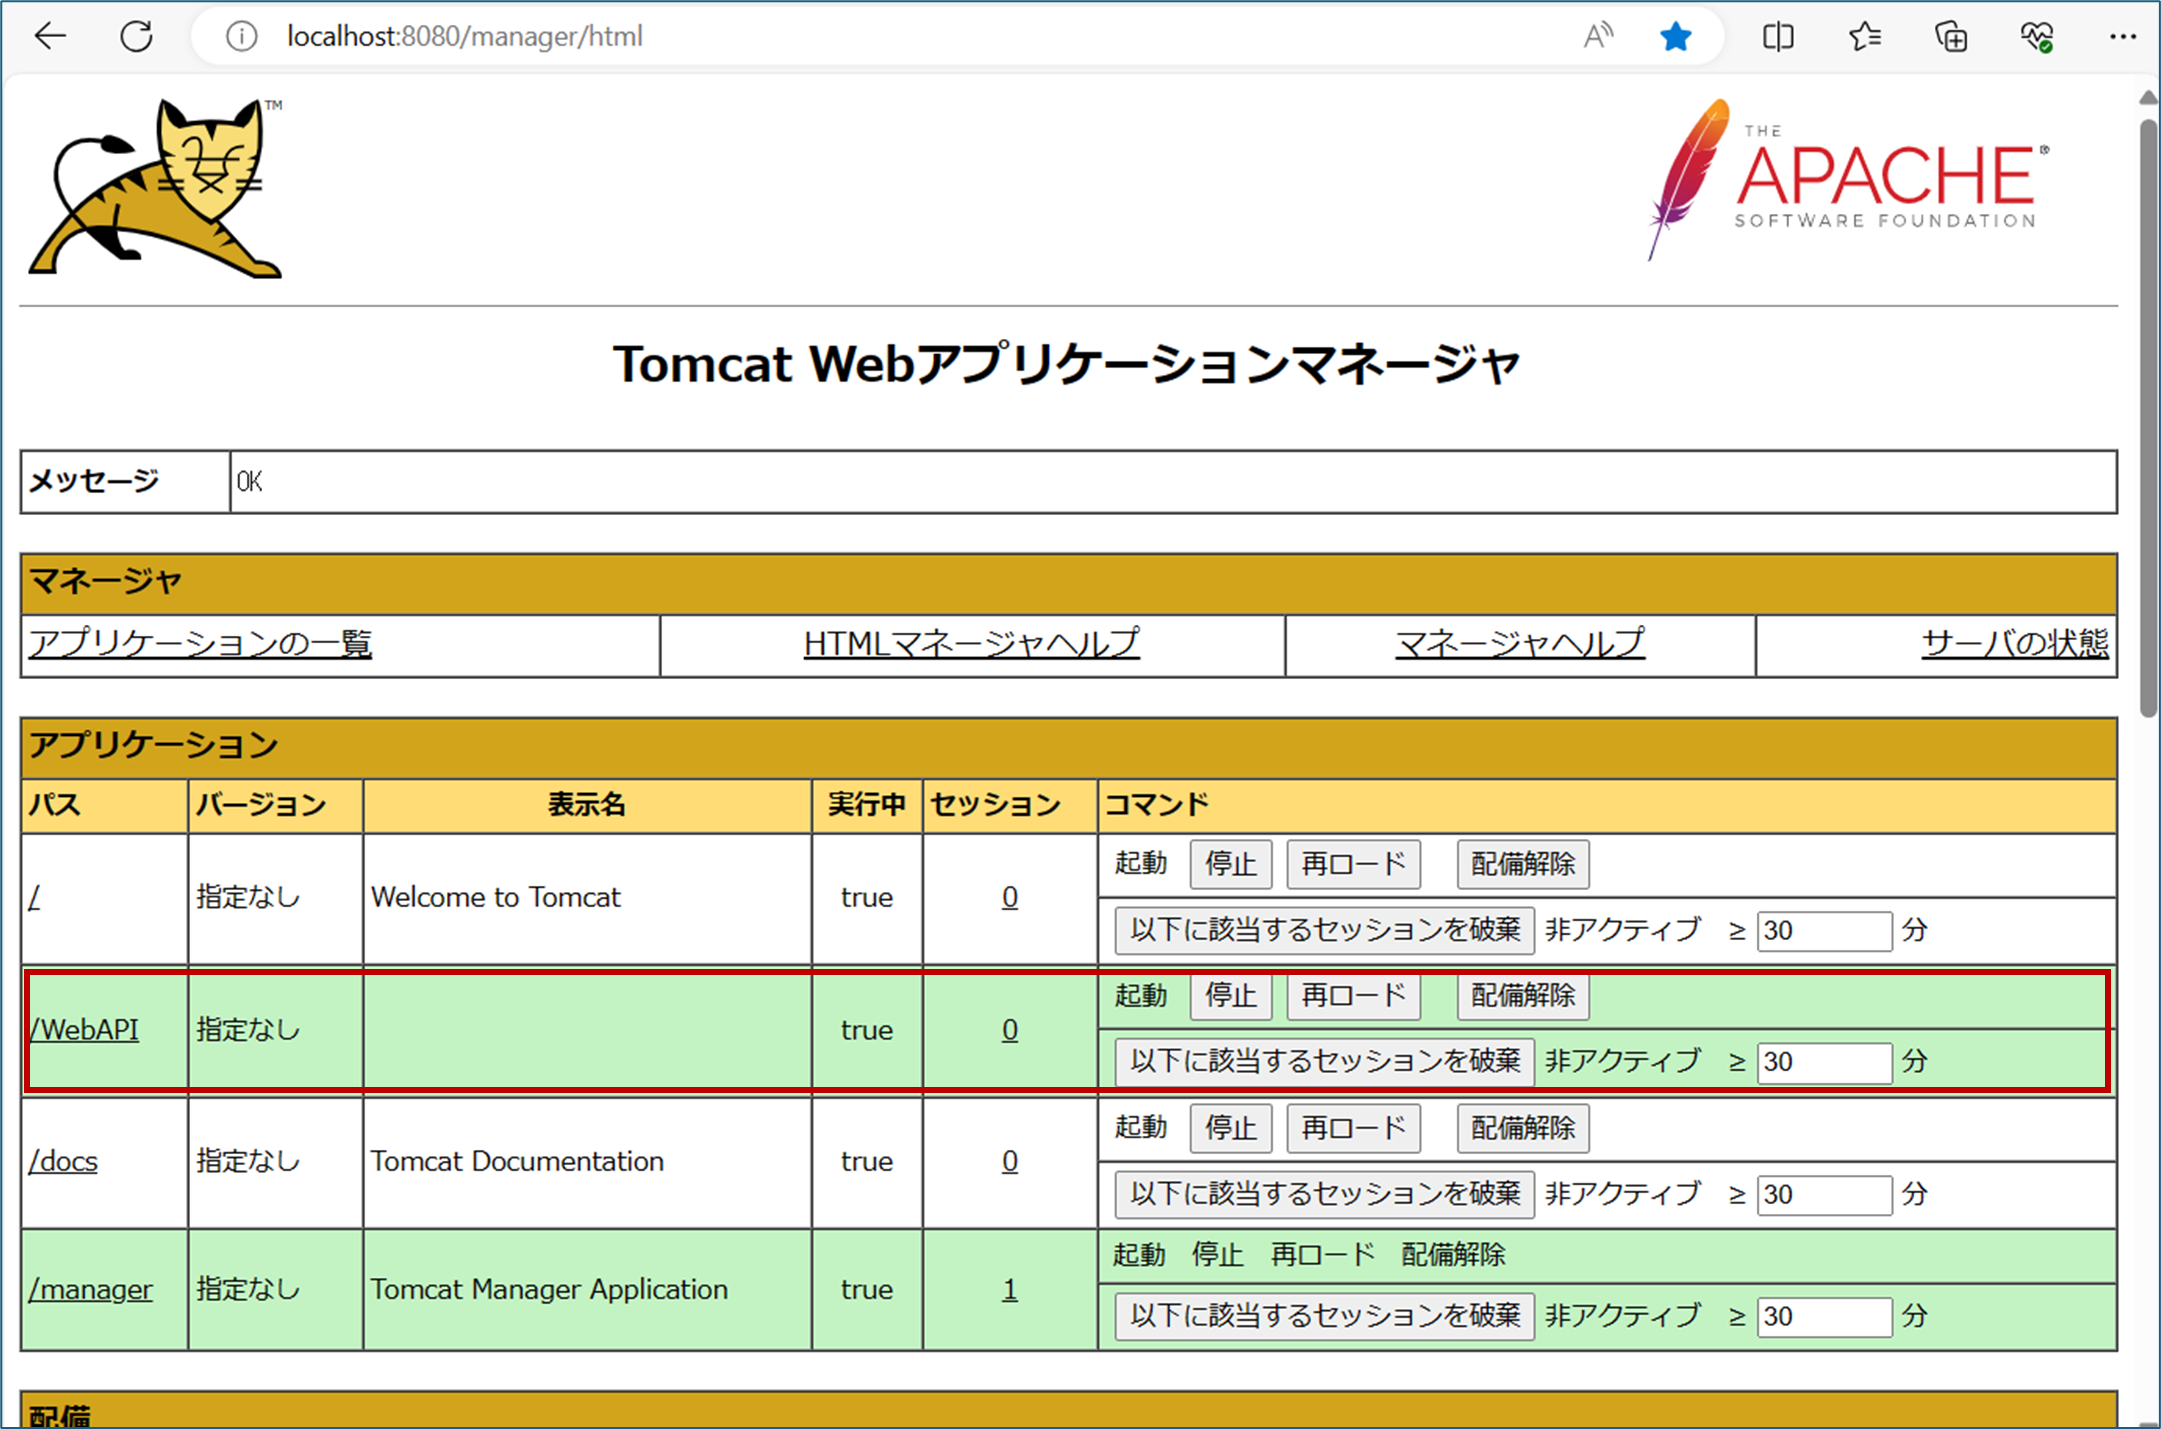 localhost:8080/manager/html
TM
THE
APACHE®
SOFTWARE FOUNDATION
Tomcat Webアプリケーションマネージャ
メッセージ OK
マネージャ
アプリケーションの一覧 HTMLマネージャヘルプ マネージャヘルプ サーバの状態
アプリケーション
パス バージョン 表示名 実行中 セッション コマンド
/ 指定なし Welcome to Tomcat true 0 起動 停止 再ロード 配備解除
以下に該当するセッションを破棄 非アクティブ ≥ 30 分
/WebAPI 指定なし true 0 起動 停止 再ロード 配備解除
以下に該当するセッションを破棄 非アクティブ ≥ 30 分
/docs 指定なし Tomcat Documentation true 0 起動 停止 再ロード 配備解除
以下に該当するセッションを破棄 非アクティブ ≥ 30 分
/manager 指定なし Tomcat Manager Application true 1 起動 停止 再ロード 配備解除
以下に該当するセッションを破棄 非アクティブ ≥ 30 分
配備